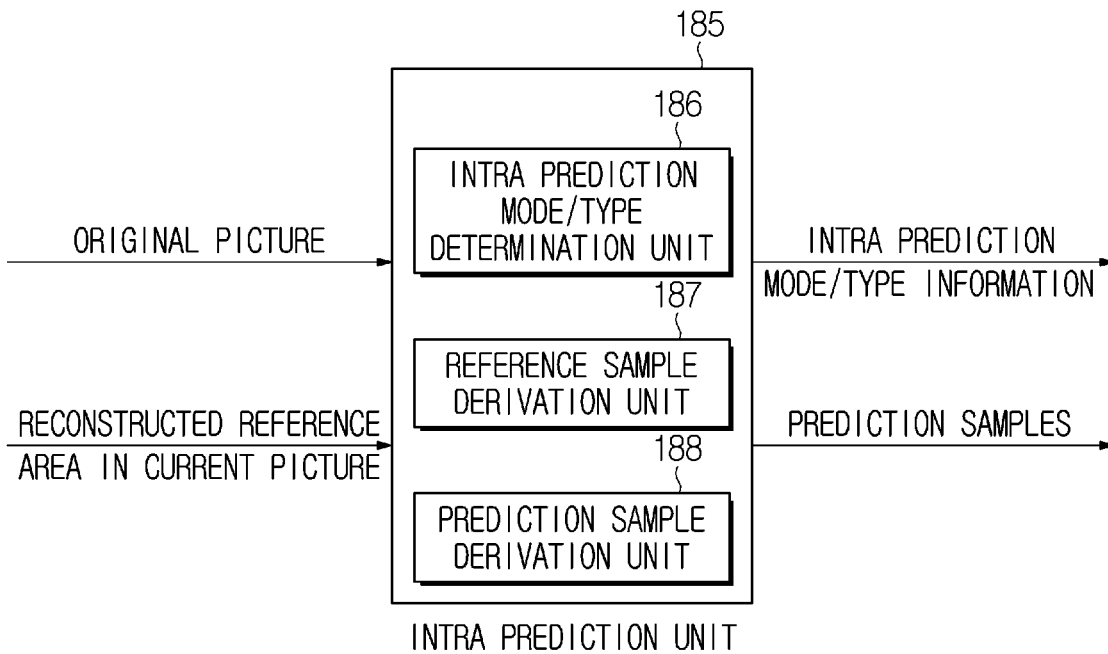 185
186
INTRA PREDICTION
MODE/TYPE
DETERMINATION UNIT
ORIGINAL PICTURE
INTRA PREDICTION
MODE/TYPE INFORMATION
187
REFERENCE SAMPLE
DERIVATION UNIT
RECONSTRUCTED REFERENCE
AREA IN CURRENT PICTURE
PREDICTION SAMPLES
188
PREDICTION SAMPLE
DERIVATION UNIT
INTRA PREDICTION UNIT